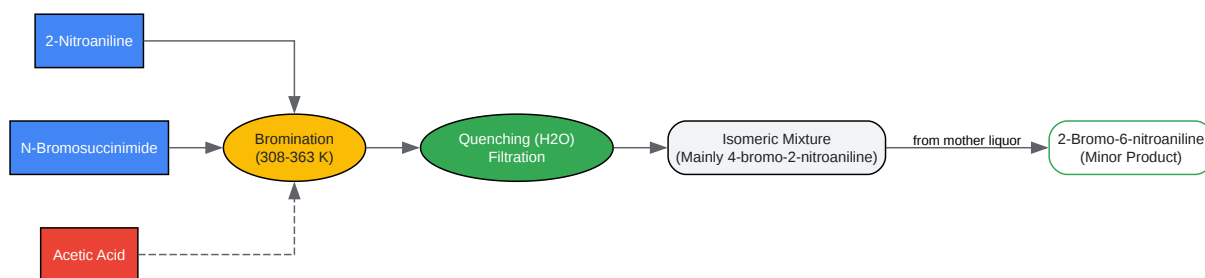 2-Nitroaniline
N-Bromosuccinimide
Acetic Acid
Bromination
(308-363 K)
Quenching (H2O)
Filtration
Isomeric Mixture
(Mainly 4-bromo-2-nitroaniline)
from mother liquor
2-Bromo-6-nitroaniline
(Minor Product)